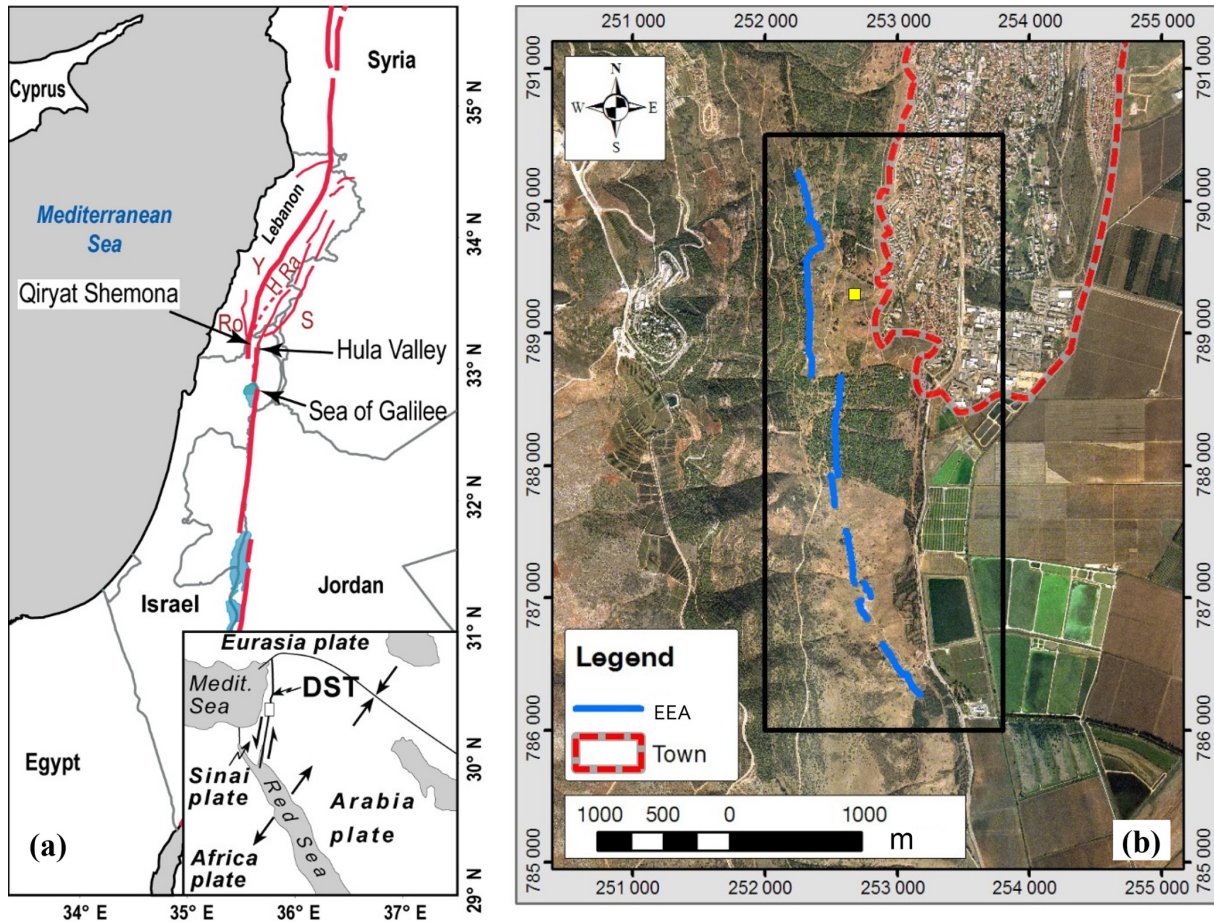 Cyprus
Syria
Mediterranean
Sea
Lebanon
Y
H
Ra
Qiryat Shemona
Ro
S
Hula Valley
Sea of Galilee
Israel
Jordan
Egypt
35° N
34° N
33° N
32° N
31° N
30° N
29° N
Eurasia plate
Medit.
Sea
DST
Sinai
plate
Red Sea
Arabia
plate
Africa
plate
(a)
34° E
35° E
36° E
37° E
251 000
252 000
253 000
254 000
255 000
791 000
790 000
789 000
788 000
787 000
786 000
785 000
N
W
E
S
791 000
790 000
789 000
788 000
787 000
786 000
785 000
Legend
EEA
Town
1000
500
0
1000
m
(b)
251 000
252 000
253 000
254 000
255 000